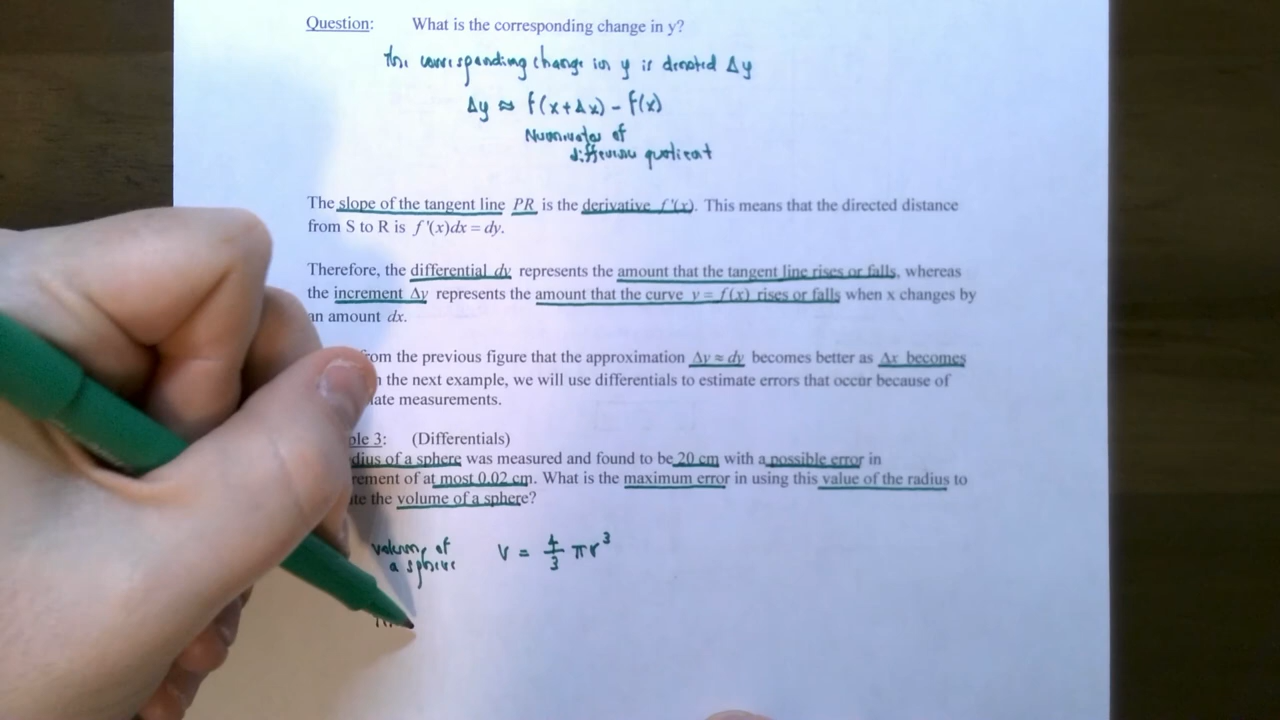 Question: What is the corresponding change in y?
the corresponding change in y is denoted Δy
Δy ≈ f(x+Δx) - f(x)
Numerator of
difference quotient
The slope of the tangent line PR is the derivative f'(x). This means that the directed distance
from S to R is f'(x)dx = dy.
Therefore, the differential dy represents the amount that the tangent line rises or falls, whereas
the increment Δy represents the amount that the curve y = f(x) rises or falls when x changes by
an amount dx.
om the previous figure that the approximation Δy ≈ dy becomes better as Δx becomes
the next example, we will use differentials to estimate errors that occur because of
ate measurements.
ple 3: (Differentials)
dius of a sphere was measured and found to be 20 cm with a possible error in
rement of at most 0.02 cm. What is the maximum error in using this value of the radius to
te the volume of a sphere?
volume of
a sphere
V = 4/3 πr³